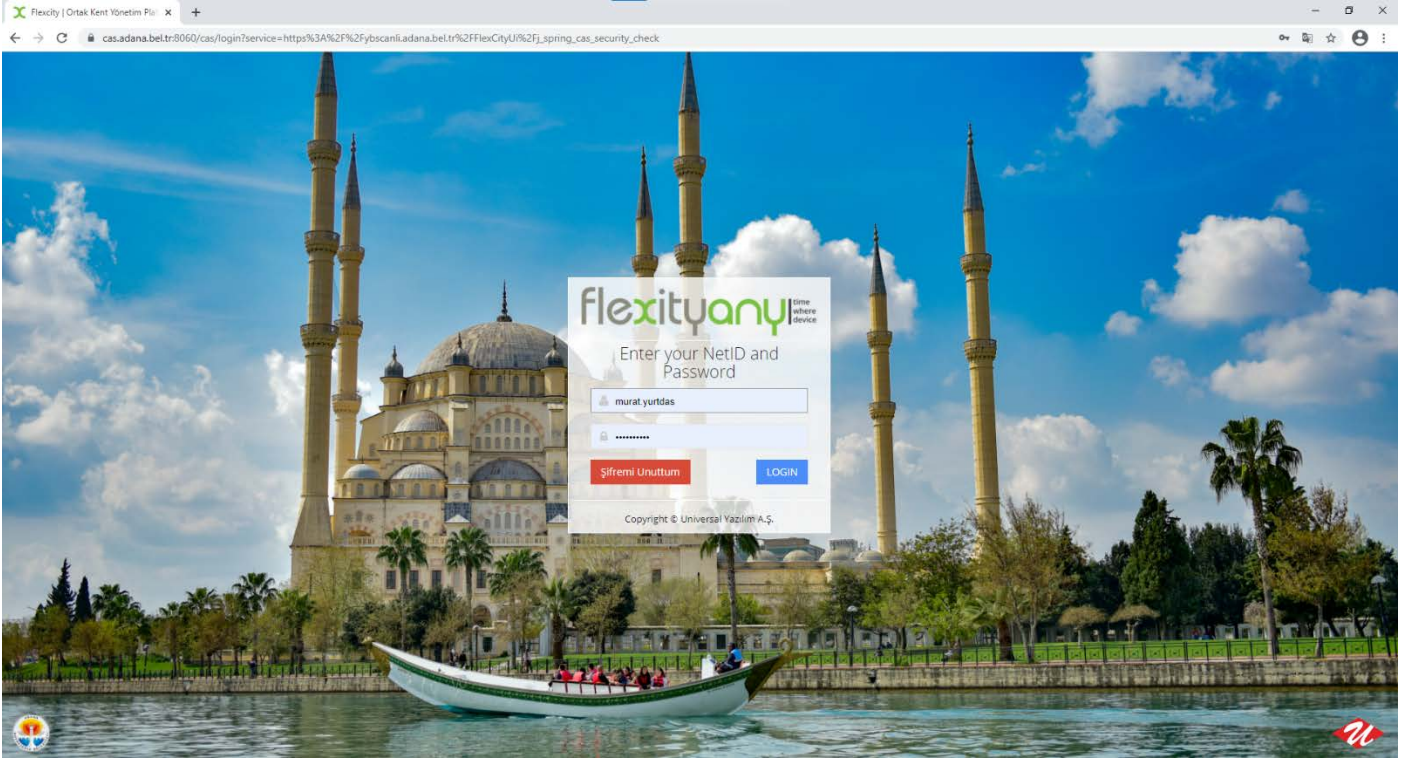 Flexcity | Ortak Kent Yönetim Pla
cas.adana.bel.tr:8060/cas/login?service=https%3A%2F%2Fybscanli.adana.bel.tr%2FFlexCityUi%2Fj_spring_cas_security_check
flexityany
time
where
device
Enter your NetID and
Password
murat.yurtdas
••••••••••
Şifremi Unuttum
LOGIN
Copyright © Universal Yazılım A.Ş.